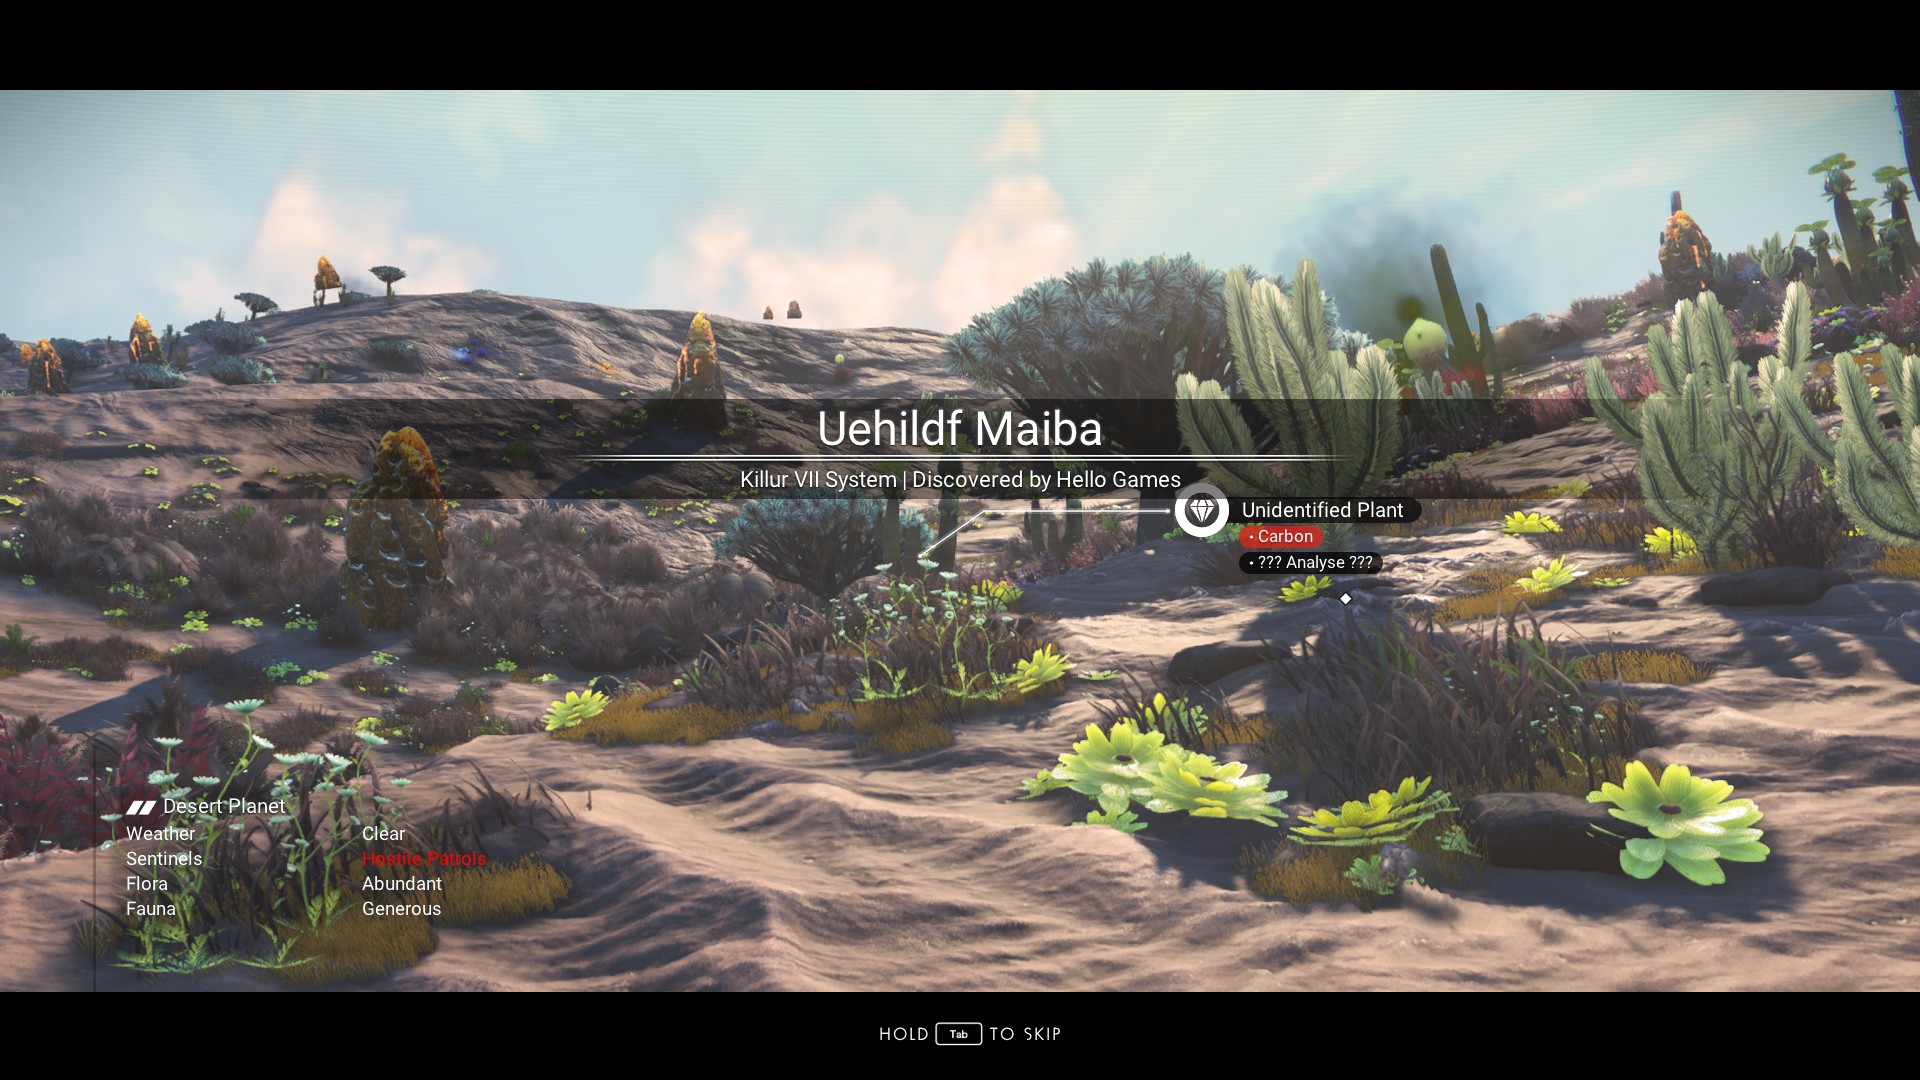 Uehildf Maiba
Killur VII System | Discovered by Hello Games
Unidentified Plant
• Carbon
• ??? Analyse ???
Desert Planet
Weather Clear
Sentinels Hostile Patrols
Flora Abundant
Fauna Generous
HOLD Tab TO SKIP